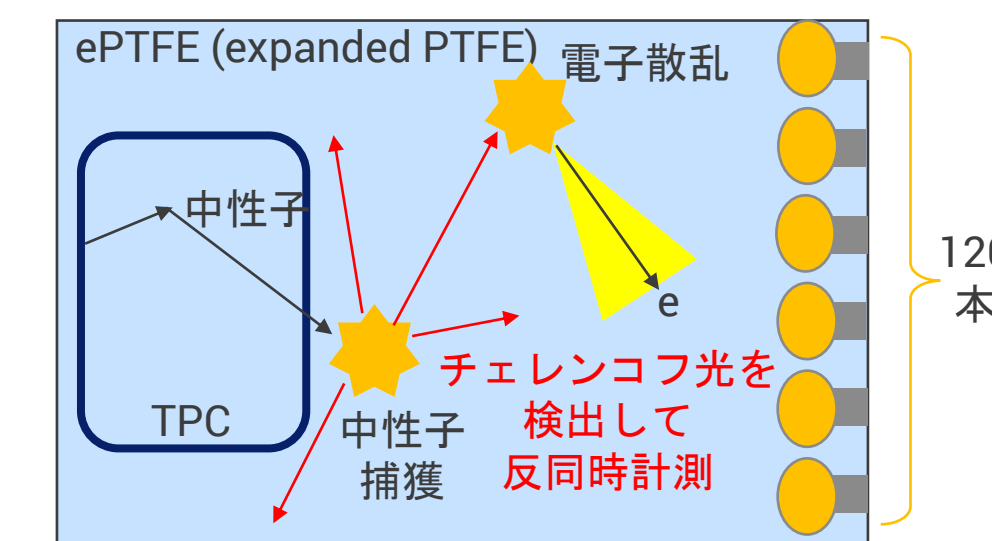 ePTFE (expanded PTFE)
電子散乱
中性子
e
TPC
中性子
捕獲
チェレンコフ光を
検出して
反同時計測
本